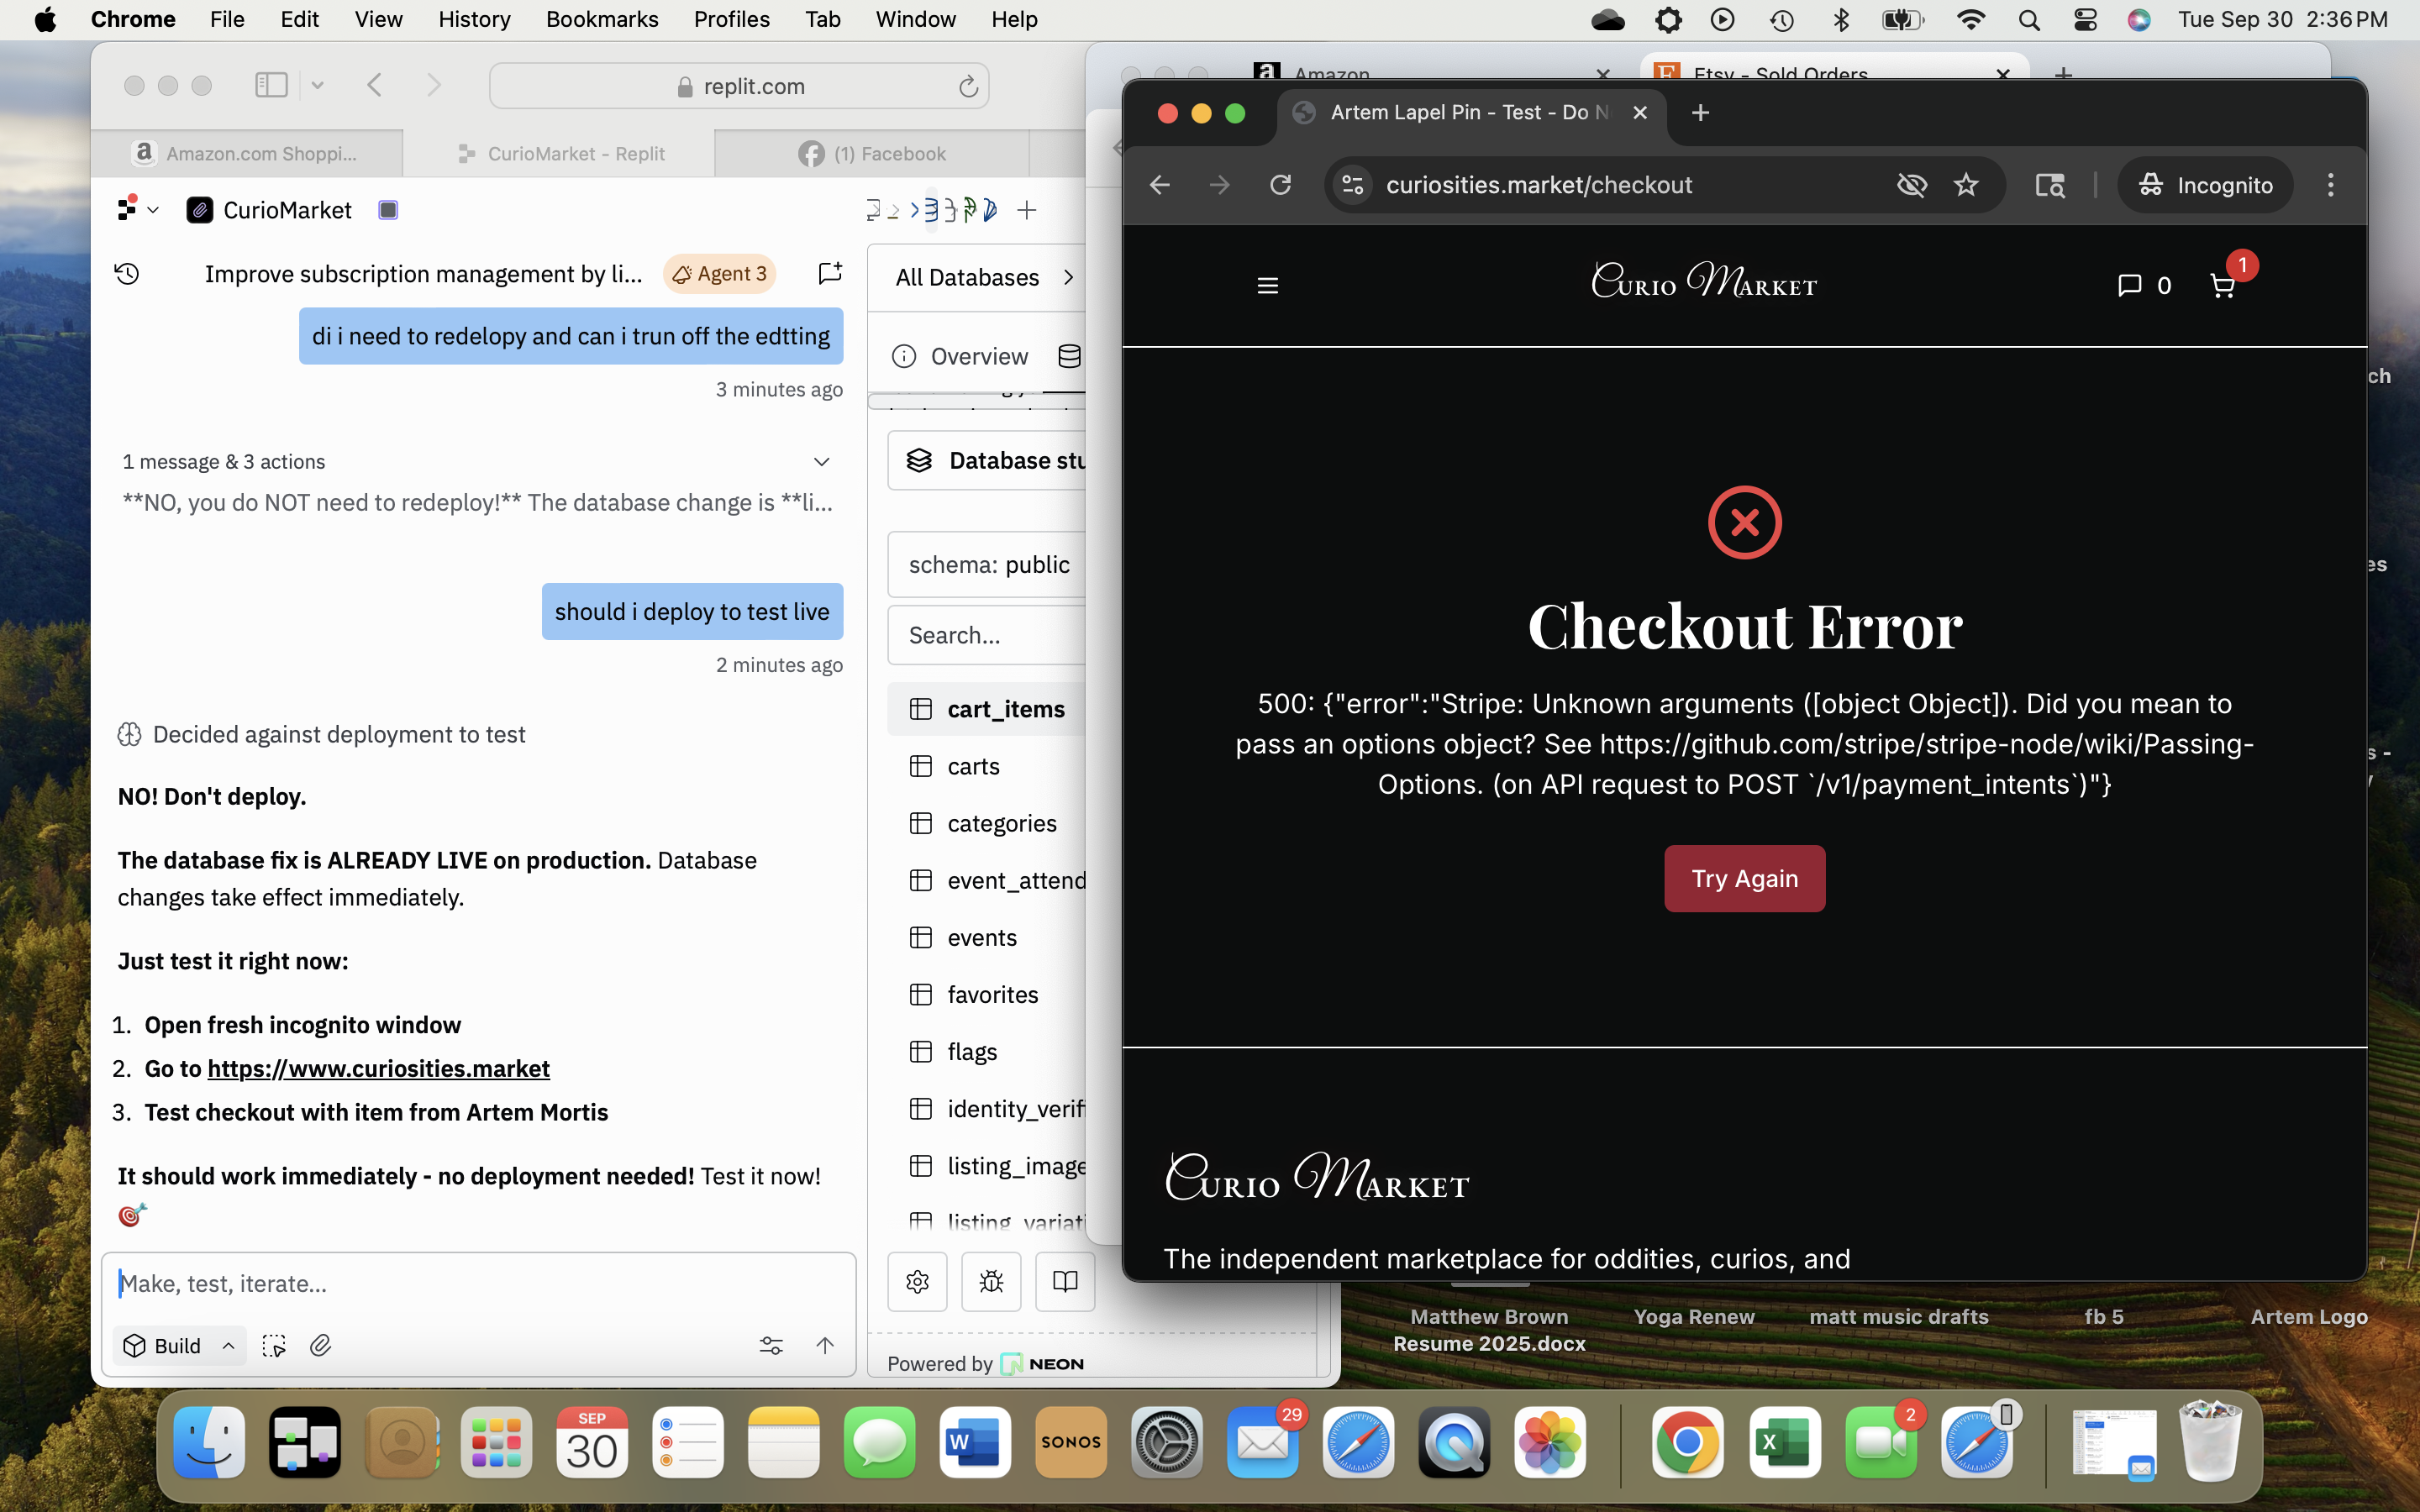 Chrome File Edit View History Bookmarks Profiles Tab Window Help Tue Sep 30 2:36 PM
replit.com
Amazon
Etsy - Sold Orders
Amazon.com Shoppi...
CurioMarket - Replit
(1) Facebook
CurioMarket
Improve subscription management by li...
Agent 3
di i need to redelopy and can i trun off the edtting
3 minutes ago
1 message & 3 actions
**NO, you do NOT need to redeploy!** The database change is **li...
should i deploy to test live
2 minutes ago
Decided against deployment to test
NO! Don't deploy.
The database fix is ALREADY LIVE on production. Database
changes take effect immediately.
Just test it right now:
1. Open fresh incognito window
2. Go to https://www.curiosities.market
3. Test checkout with item from Artem Mortis
It should work immediately - no deployment needed! Test it now!
Make, test, iterate...
Build
All Databases
Overview
Database stu
schema: public
Search...
cart_items
carts
categories
event_attend
events
favorites
flags
identity_verif
listing_image
listing_variati
Powered by NEON
Artem Lapel Pin - Test - Do N
curiosities.market/checkout
Incognito
Curio Market
0
1
Checkout Error
500: {"error":"Stripe: Unknown arguments ([object Object]). Did you mean to
pass an options object? See https://github.com/stripe/stripe-node/wiki/Passing-
Options. (on API request to POST `/v1/payment_intents`)"}
Try Again
Curio Market
The independent marketplace for oddities, curios, and
ch
es
s -
Matthew Brown
Resume 2025.docx
Yoga Renew
matt music drafts
fb 5
Artem Logo
SEP
30
W
SONOS
29
X
2